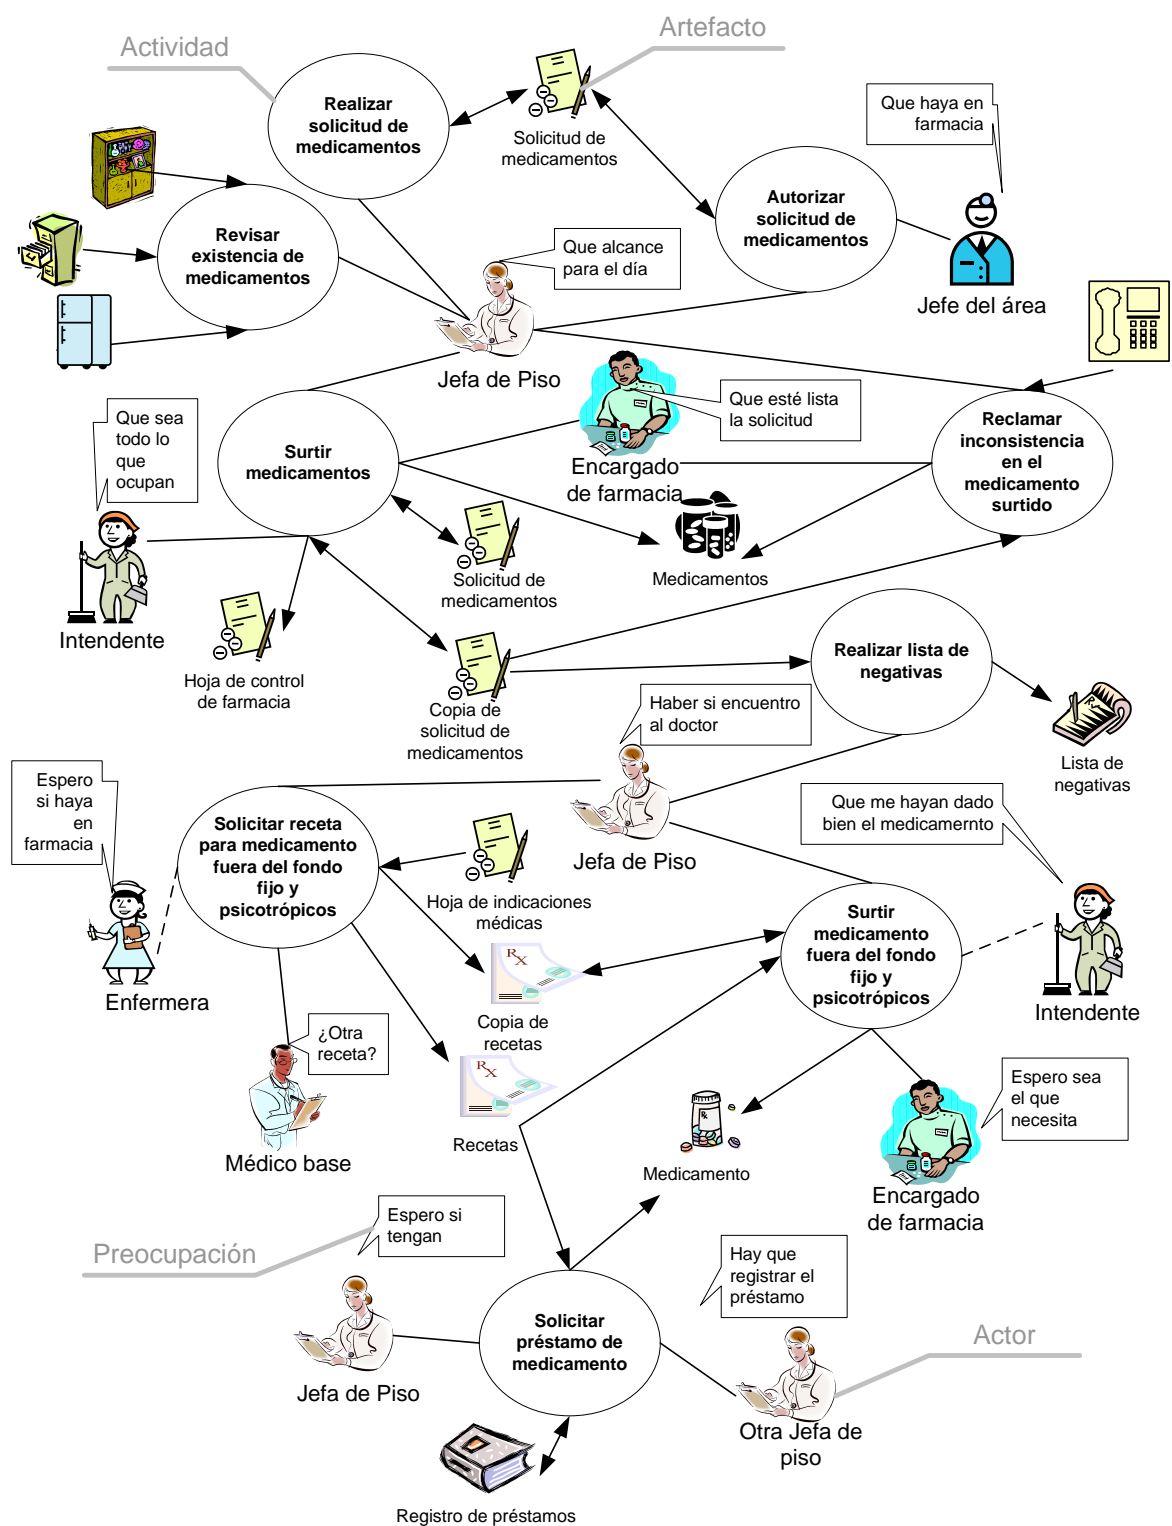 Actividad
Artefacto
Realizar
solicitud de
medicamentos
Solicitud de
medicamentos
Que haya en
farmacia
Autorizar
solicitud de
medicamentos
Revisar
existencia de
medicamentos
Que alcance
para el día
Jefe del área
Jefa de Piso
Que sea
todo lo
que
ocupan
Surtir
medicamentos
Que esté lista
la solicitud
Encargado
de farmacia
Reclamar
inconsistencia
en el
medicamento
surtido
Intendente
Solicitud de
medicamentos
Medicamentos
Hoja de control
de farmacia
Copia de
solicitud de
medicamentos
Realizar lista de
negativas
Haber si encuentro
al doctor
Lista de
negativas
Espero
si haya
en
farmacia
Solicitar receta
para medicamento
fuera del fondo
fijo y
psicotrópicos
Jefa de Piso
Que me hayan dado
bien el medicamernto
Hoja de indicaciones
médicas
Surtir
medicamento
fuera del fondo
fijo y
psicotrópicos
Enfermera
RX
Copia de
recetas
Intendente
¿Otra
receta?
RX
Recetas
Médico base
Rx
Medicamento
Espero sea
el que
necesita
Encargado
de farmacia
Preocupación
Espero si
tengan
Hay que
registrar el
préstamo
Solicitar
préstamo de
medicamento
Actor
Jefa de Piso
Otra Jefa de
piso
Registro de préstamos